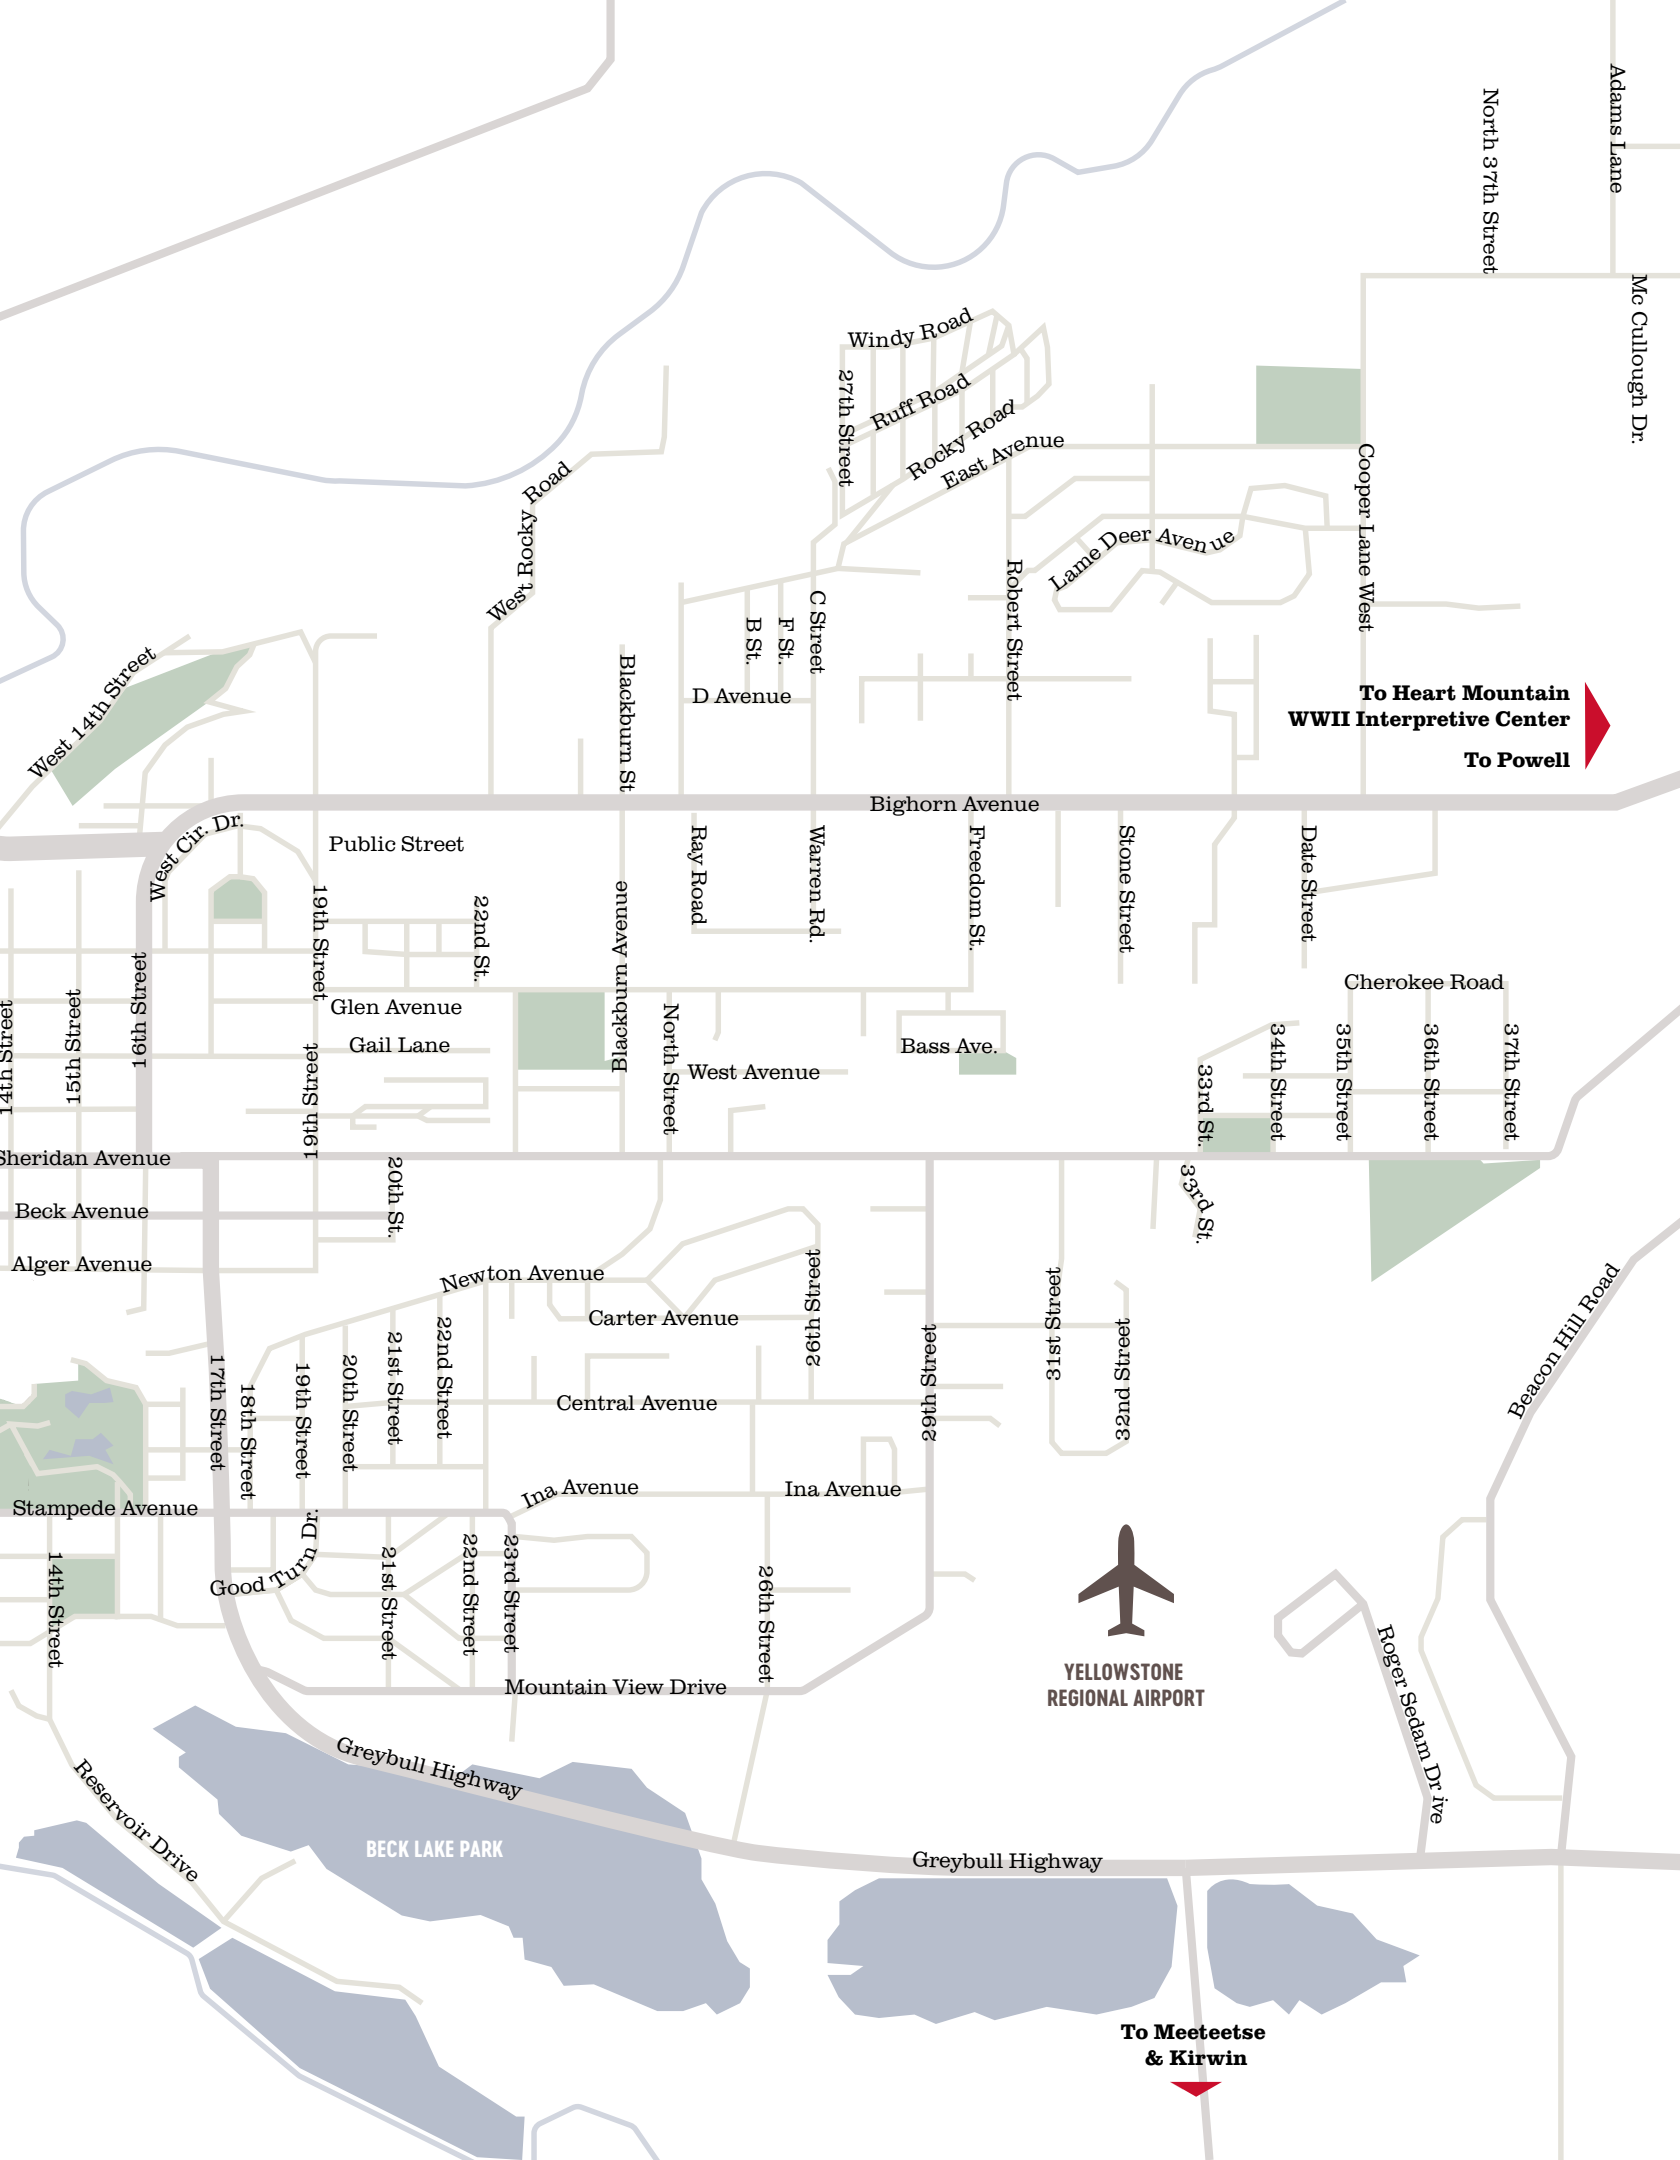 Adams Lane
North 37th Street
Mc Cullough Dr.
Windy Road
27th Street
Ruff Road
Rocky Road
East Avenue
West Rocky Road
Cooper Lane West
Lame Deer Avenue
Robert Street
C Street
F St.
B St.
D Avenue
Blackburn St
West 14th Street
To Heart Mountain
WWII Interpretive Center
To Powell
Bighorn Avenue
West Cir. Dr.
Public Street
Ray Road
Warren Rd.
Freedom St.
Stone Street
Date Street
19th Street
22nd St.
Blackburn Avenue
16th Street
Cherokee Road
Glen Avenue
14th Street
15th Street
Gail Lane
16th Street
North Street
West Avenue
Bass Ave.
33rd St.
34th Street
35th Street
36th Street
37th Street
Sheridan Avenue
20th St.
33rd St.
Beck Avenue
Alger Avenue
Newton Avenue
Carter Avenue
26th Street
29th Street
31st Street
32nd Street
Beacon Hill Road
17th Street
18th Street
19th Street
20th Street
21st Street
22nd Street
Central Avenue
Stampede Avenue
Ina Avenue
Ina Avenue
Good Turn Dr.
14th Street
21st Street
22nd Street
23rd Street
26th Street
YELLOWSTONE
REGIONAL AIRPORT
Roger Sedam Dr ive
Mountain View Drive
Greybull Highway
Reservoir Drive
BECK LAKE PARK
Greybull Highway
To Meeteetse
& Kirwin